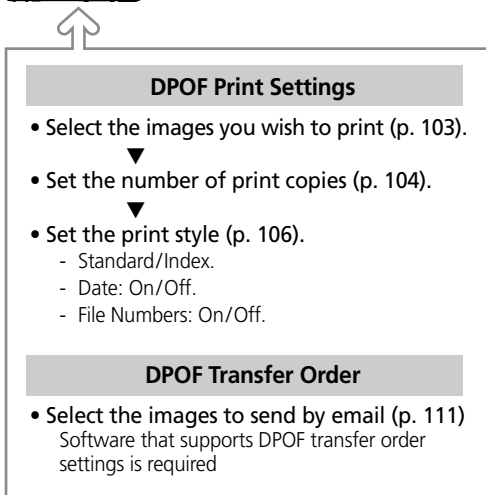 DPOF Print Settings
• Select the images you wish to print (p. 103).
▼
• Set the number of print copies (p. 104).
▼
• Set the print style (p. 106).
- Standard/Index.
- Date: On/Off.
- File Numbers: On/Off.
DPOF Transfer Order
• Select the images to send by email (p. 111)
Software that supports DPOF transfer order
settings is required